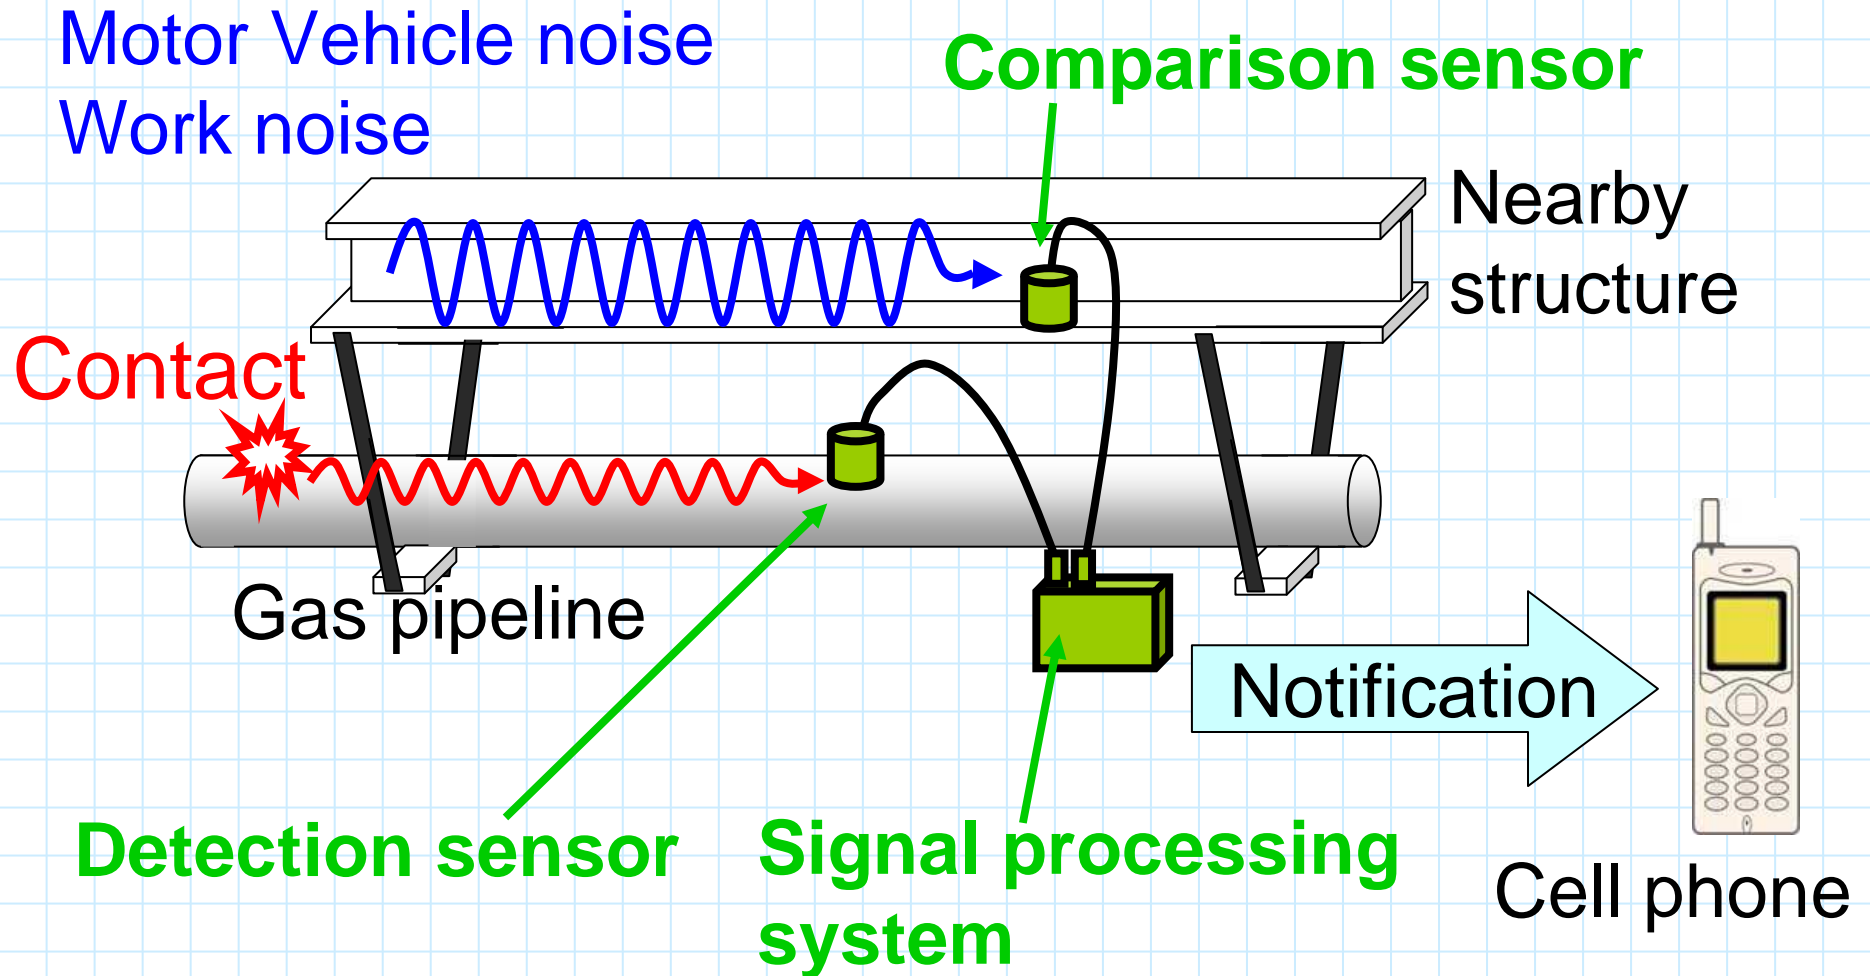 Motor Vehicle noise
Work noise
Comparison sensor
Nearby
structure
Contact
Gas pipeline
Notification
Detection sensor
Signal processing
system
Cell phone